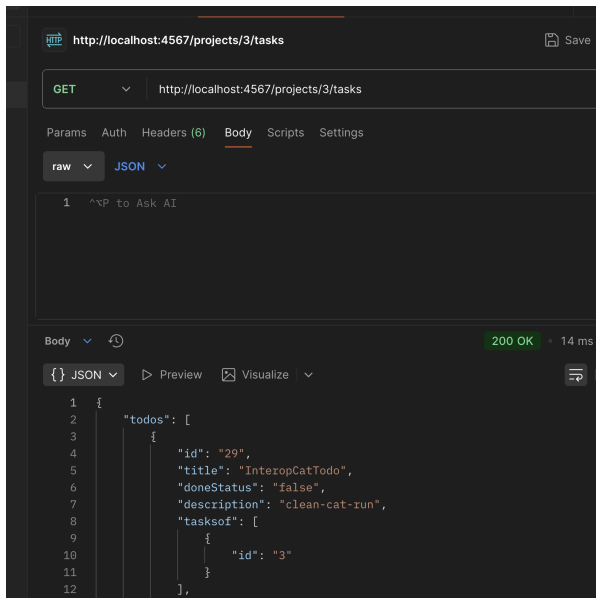 HTTP http://localhost:4567/projects/3/tasks Save
GET http://localhost:4567/projects/3/tasks
Params Auth Headers (6) Body Scripts Settings
raw JSON
1 ^⌥P to Ask AI
Body 200 OK • 14 ms
{} JSON Preview Visualize
1 {
2 "todos": [
3 {
4 "id": "29",
5 "title": "InteropCatTodo",
6 "doneStatus": "false",
7 "description": "clean-cat-run",
8 "tasksof": [
9 {
10 "id": "3"
11 }
12 ],